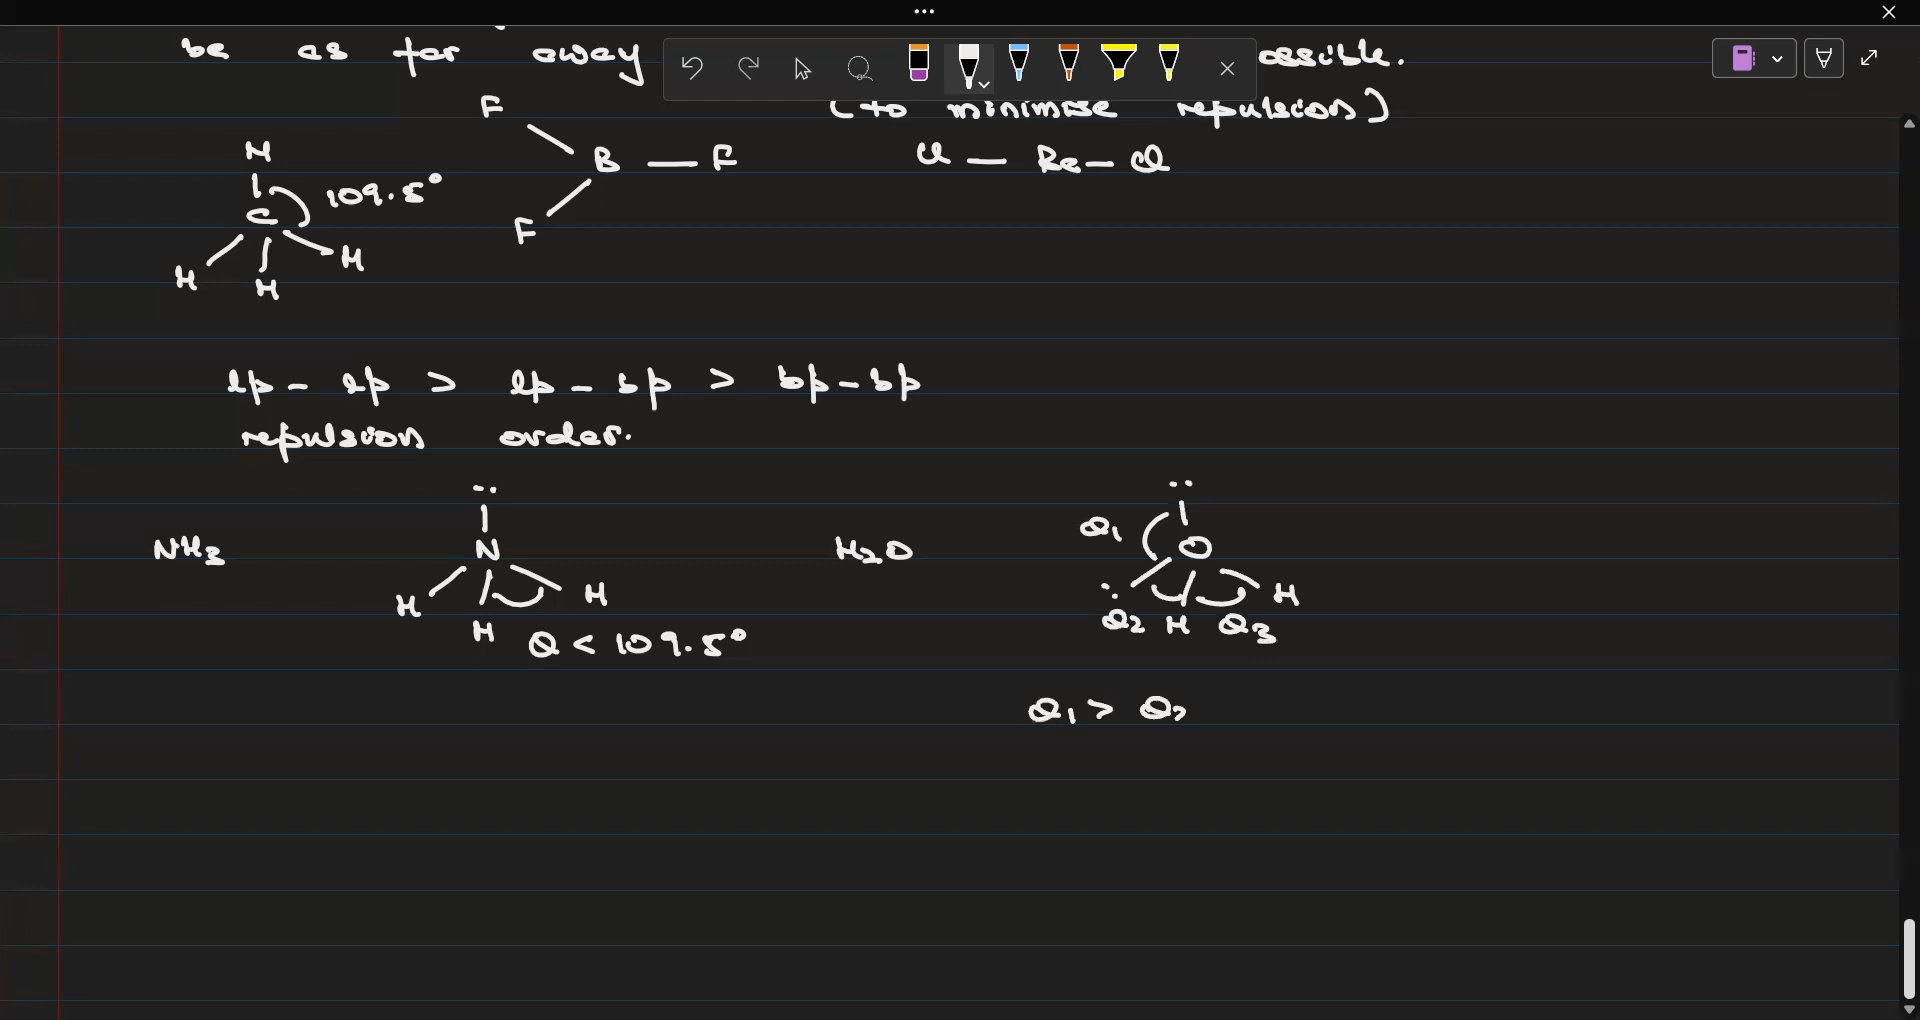 be as far away ossible.
(to minimise repulsion)
F
H
B — F
Cl — Be — Cl
C 109.5°
F
H H H
lp - lp > lp - bp > bp - bp
repulsion order.
NH3
N
H H
H
θ < 109.5°
H2O
θ1
O
H
θ2 H θ3
θ1 > θ2